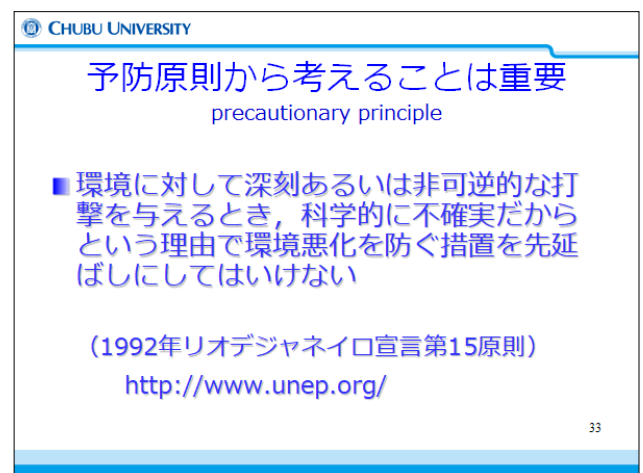 CHUBU UNIVERSITY
予防原則から考えることは重要
precautionary principle
環境に対して深刻あるいは非可逆的な打
撃を与えるとき，科学的に不確実だから
という理由で環境悪化を防ぐ措置を先延
ばしにしてはいけない
（1992年リオデジャネイロ宣言第15原則）
http://www.unep.org/
33